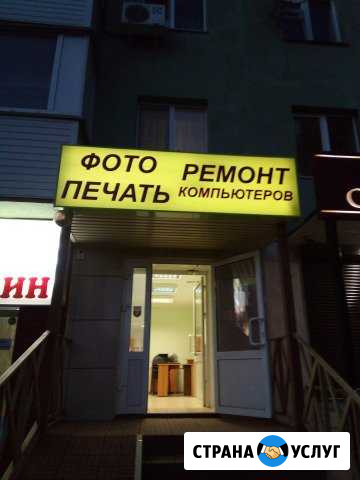 ФОТО
ПЕЧАТЬ
РЕМОНТ
КОМПЬЮТЕРОВ
ИН
С
СТРАНА УСЛУГ